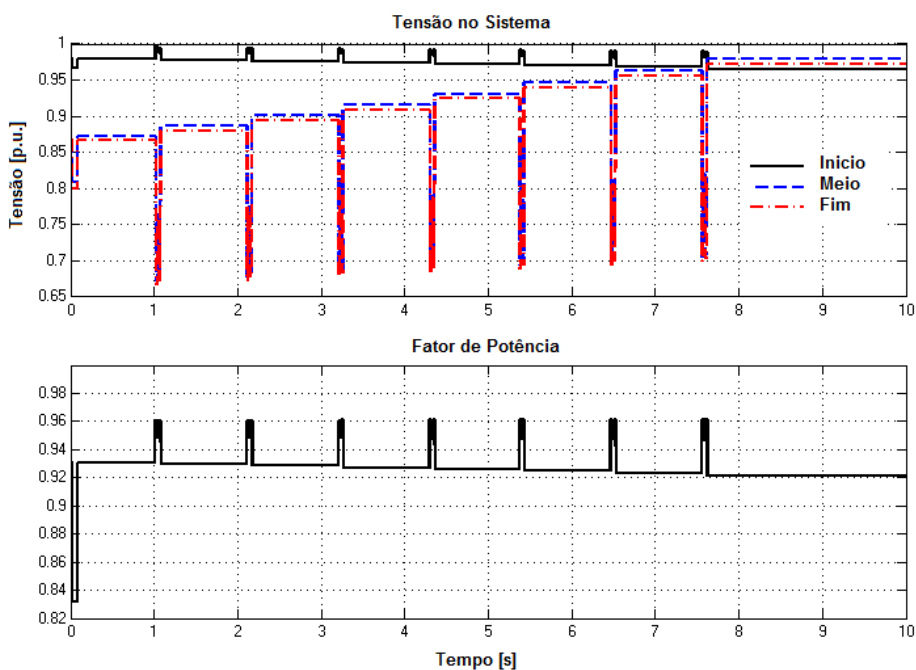 Tensão no Sistema
Tensão [p.u.]
1
0.95
0.9
0.85
0.8
0.75
0.7
0.65
Inicio
Meio
Fim
0 1 2 3 4 5 6 7 8 9 10
Fator de Potência
0.98
0.96
0.94
0.92
0.9
0.88
0.86
0.84
0.82
0 1 2 3 4 5 6 7 8 9 10
Tempo [s]